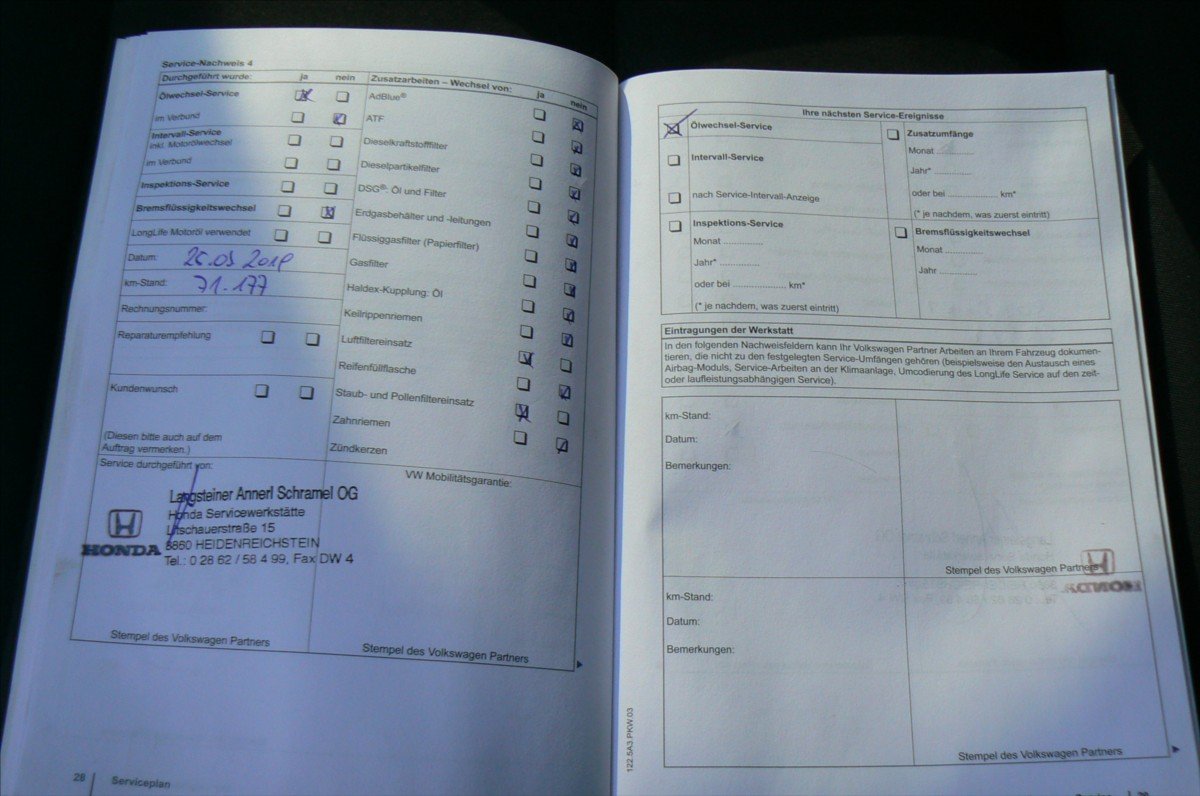 Service-Nachweis 4
Durchgeführt wurde: ja nein
Ölwechsel-Service
im Verbund
Intervall-Service
inkl. Motorölwechsel
im Verbund
Inspektions-Service
Bremsflüssigkeitswechsel
LongLife Motoröl verwendet
Datum:
km-Stand: 71.177
Rechnungsnummer:
Reparaturempfehlung
Kundenwunsch
(Diesen bitte auch auf dem
Auftrag vermerken.)
Zusatzarbeiten – Wechsel von: ja nein
AdBlue®
ATF
Dieselkraftstofffilter
Dieselpartikelfilter
DSG®: Öl und Filter
Erdgasbehälter und -leitungen
Flüssiggasfilter (Papierfilter)
Gasfilter
Haldex-Kupplung: Öl
Keilrippenriemen
Luftfiltereinsatz
Reifenfüllflasche
Staub- und Pollenfiltereinsatz
Zahnriemen
Zündkerzen
Service durchgeführt von:
Langsteiner Annerl Schramel OG
Honda Servicewerkstätte
Litschauerstraße 15
3860 HEIDENREICHSTEIN
Tel.: 0 28 62 / 58 4 99, Fax DW 4
HONDA
Stempel des Volkswagen Partners
VW Mobilitätsgarantie:
Stempel des Volkswagen Partners
28 Serviceplan
Ihre nächsten Service-Ereignisse
Ölwechsel-Service
Intervall-Service
nach Service-Intervall-Anzeige
Inspektions-Service
Monat ...............
Jahr* ...............
oder bei .................... km*
(* je nachdem, was zuerst eintritt)
Zusatzumfänge
Monat ..............
Jahr* ..............
oder bei .................... km*
(* je nachdem, was zuerst eintritt)
Bremsflüssigkeitswechsel
Monat ..............
Jahr ..............
Eintragungen der Werkstatt
In den folgenden Nachweisfeldern kann Ihr Volkswagen Partner Arbeiten an Ihrem Fahrzeug dokumen-
tieren, die nicht zu den festgelegten Service-Umfängen gehören (beispielsweise den Austausch eines
Airbag-Moduls, Service-Arbeiten an der Klimaanlage, Umcodierung des LongLife Service auf den zeit-
oder laufleistungsabhängigen Service).
km-Stand:
Datum:
Bemerkungen:
Stempel des Volkswagen Partners
km-Stand:
Datum:
Bemerkungen:
Stempel des Volkswagen Partners
122.5A3.PKW.03